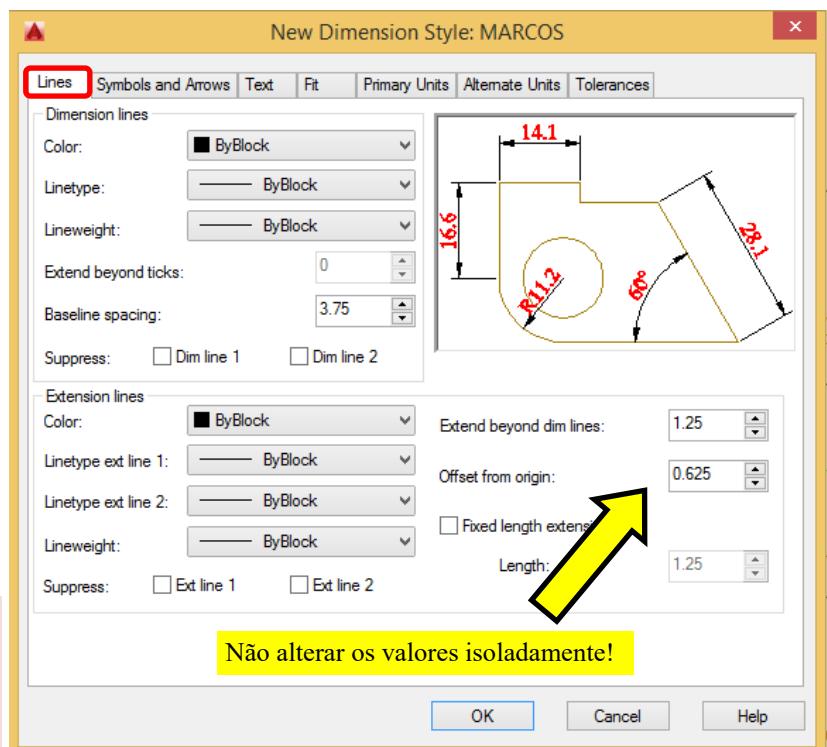 New Dimension Style: MARCOS
Lines Symbols and Arrows Text Fit Primary Units Alternate Units Tolerances
Dimension lines
Color: ByBlock
Linetype: ByBlock
Lineweight: ByBlock
Extend beyond ticks: 0
Baseline spacing: 3.75
Suppress: Dim line 1 Dim line 2
14.1
16.6
28.1
R11.2
60°
Extension lines
Color: ByBlock
Linetype ext line 1: ByBlock
Linetype ext line 2: ByBlock
Lineweight: ByBlock
Suppress: Ext line 1 Ext line 2
Extend beyond dim lines: 1.25
Offset from origin: 0.625
Fixed length
Length: 1.25
Não alterar os valores isoladamente!
OK Cancel Help